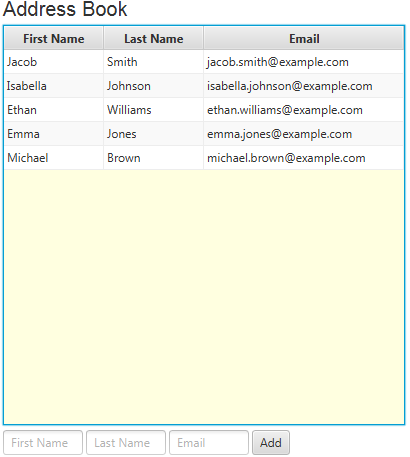 Address Book
First Name Last Name Email
Jacob Smith jacob.smith@example.com
Isabella Johnson isabella.johnson@example.com
Ethan Williams ethan.williams@example.com
Emma Jones emma.jones@example.com
Michael Brown michael.brown@example.com
First Name Last Name Email Add